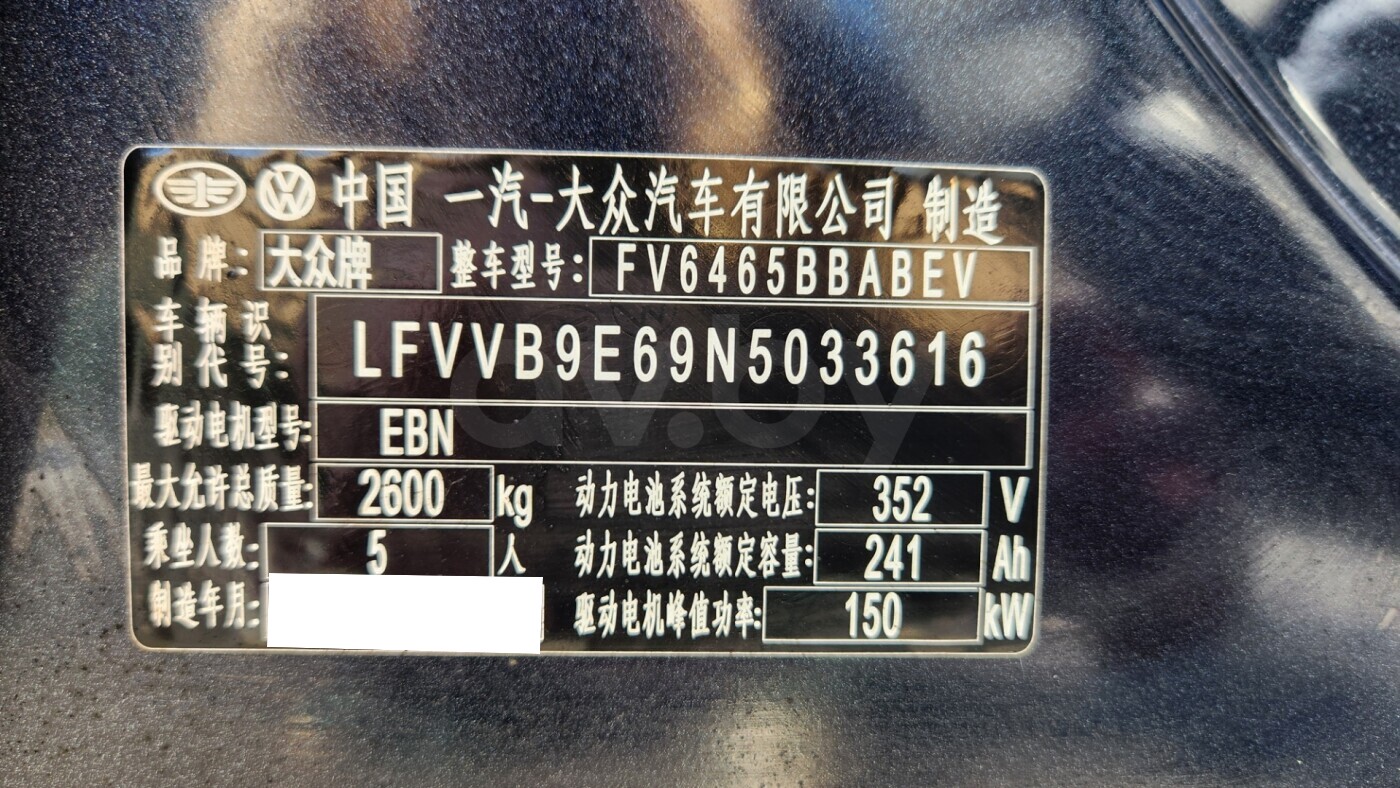 中国 一汽-大众汽车有限公司 制造
品牌: 大众牌 整车型号: FV6465BBABEV
车辆识别代号: LFVVB9E69N5033616
驱动电机型号: EBN
最大允许总质量: 2600 kg 动力电池系统额定电压: 352 V
乘坐人数: 5 人 动力电池系统额定容量: 241 Ah
制造年月: 驱动电机峰值功率: 150 kW
av.by